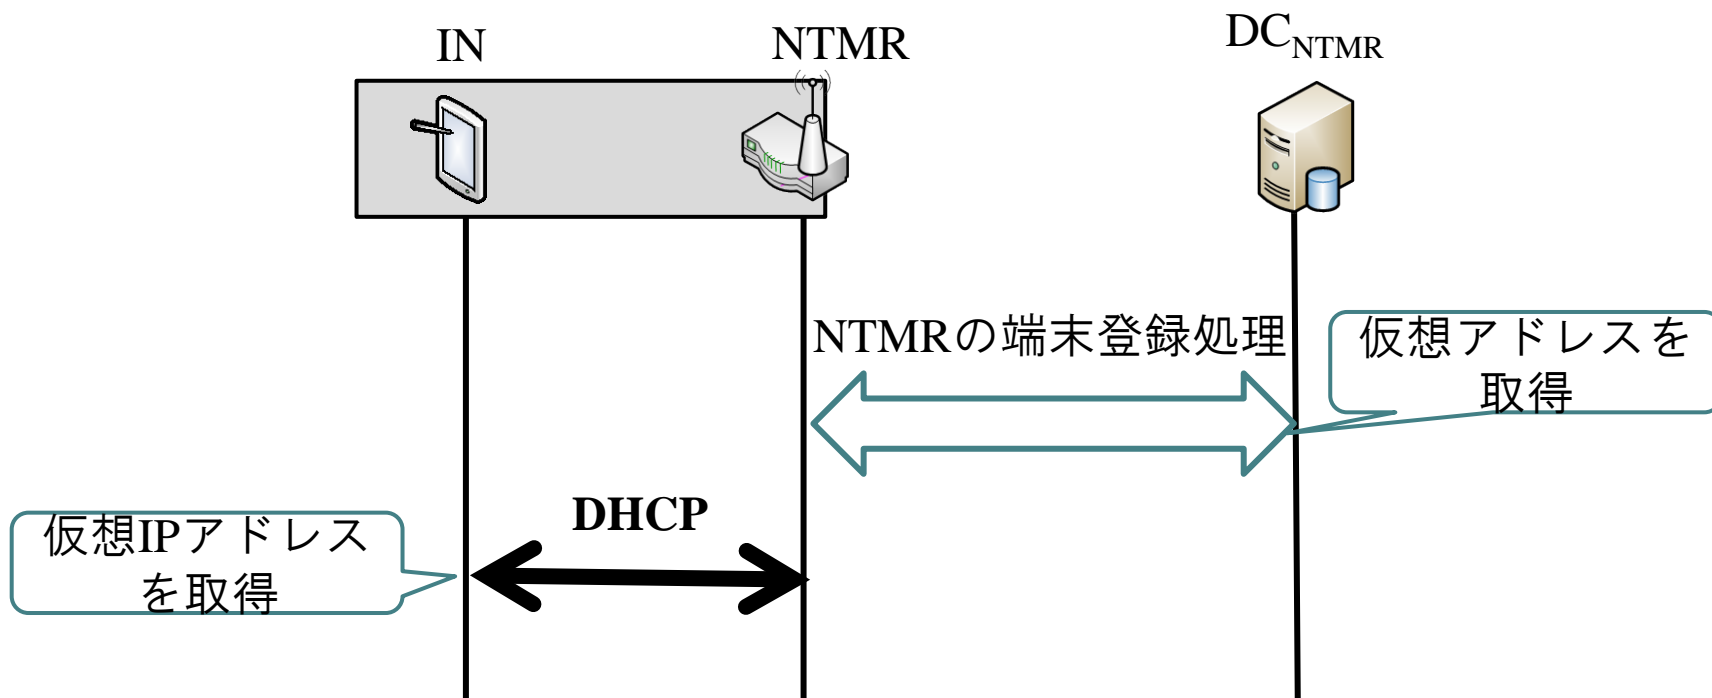 IN
NTMR
DCNTMR
NTMRの端末登録処理
仮想アドレスを
取得
DHCP
仮想IPアドレス
を取得